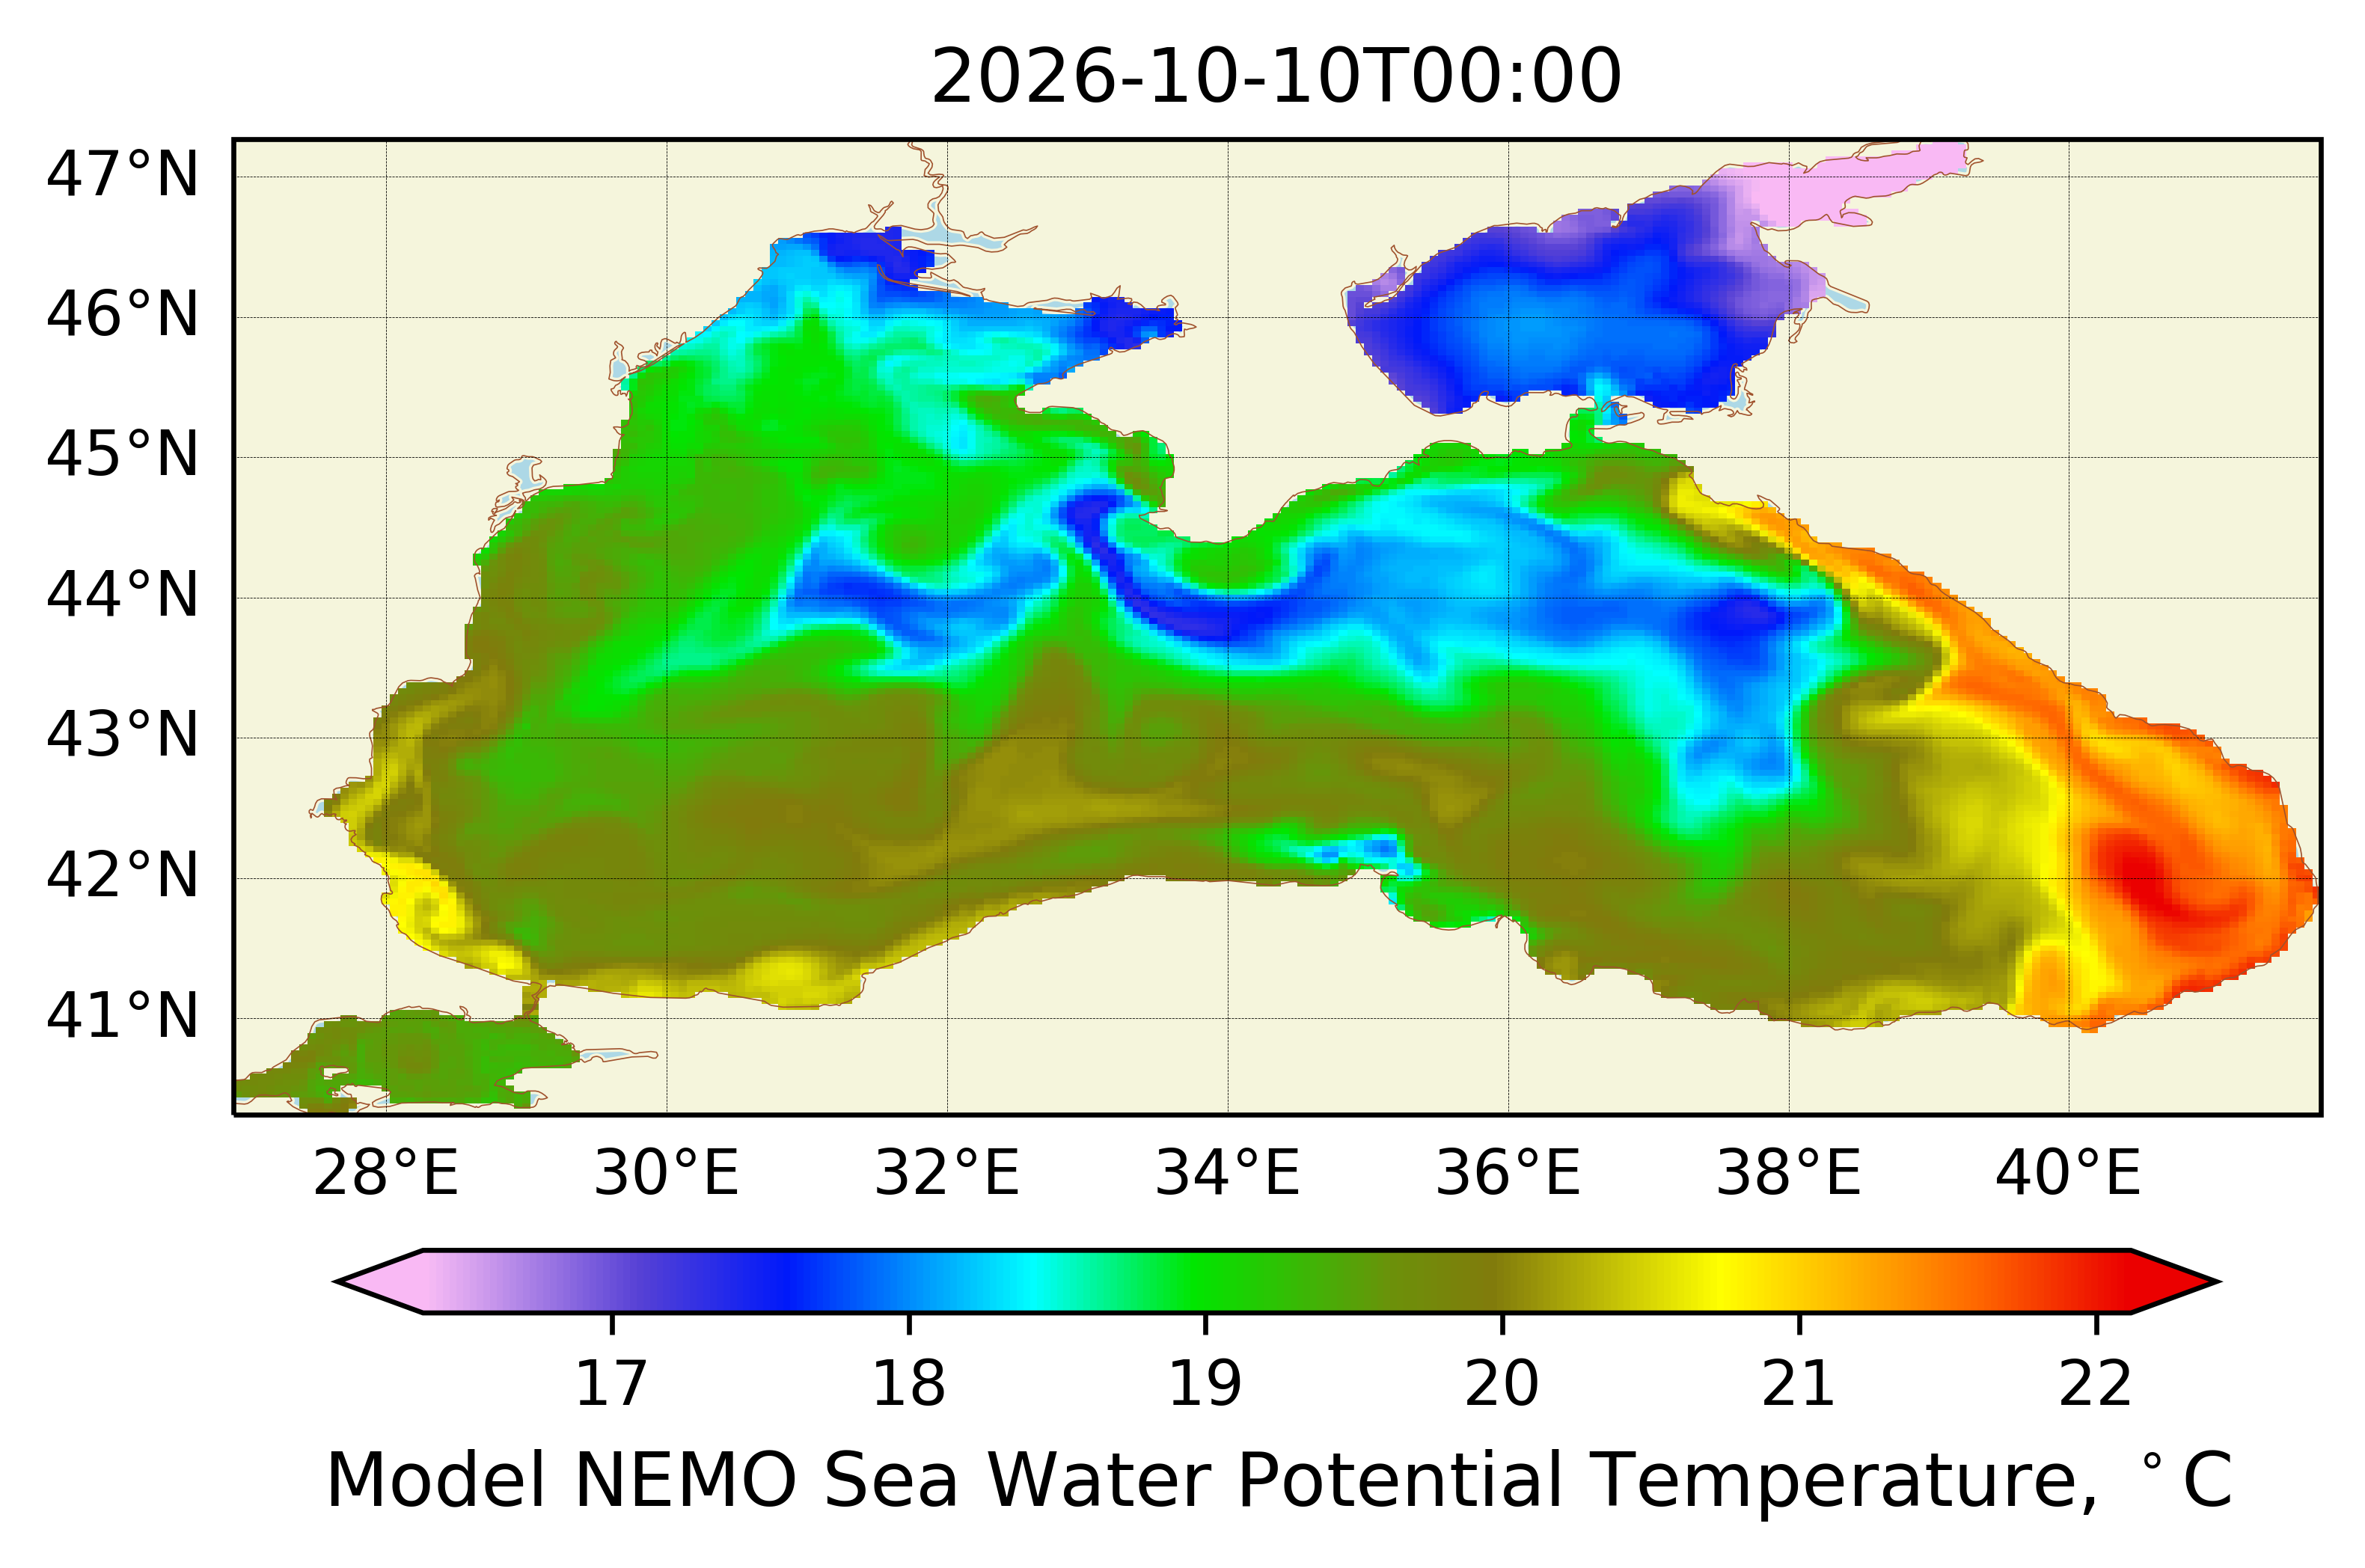 2026-10-10T00:00
47°N
46°N
45°N
44°N
43°N
42°N
41°N
28°E 30°E 32°E 34°E 36°E 38°E 40°E
17 18 19 20 21 22
Model NEMO Sea Water Potential Temperature, °C